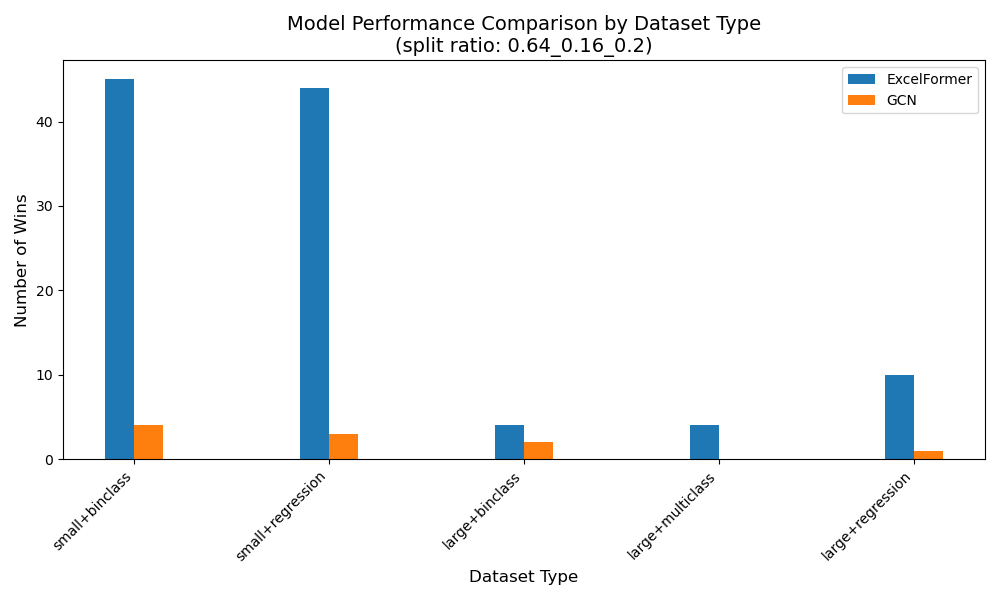 Model Performance Comparison by Dataset Type
(split ratio: 0.64_0.16_0.2)
ExcelFormer
GCN
Number of Wins
40
30
20
10
0
small+binclass
small+regression
large+binclass
large+multiclass
large+regression
Dataset Type